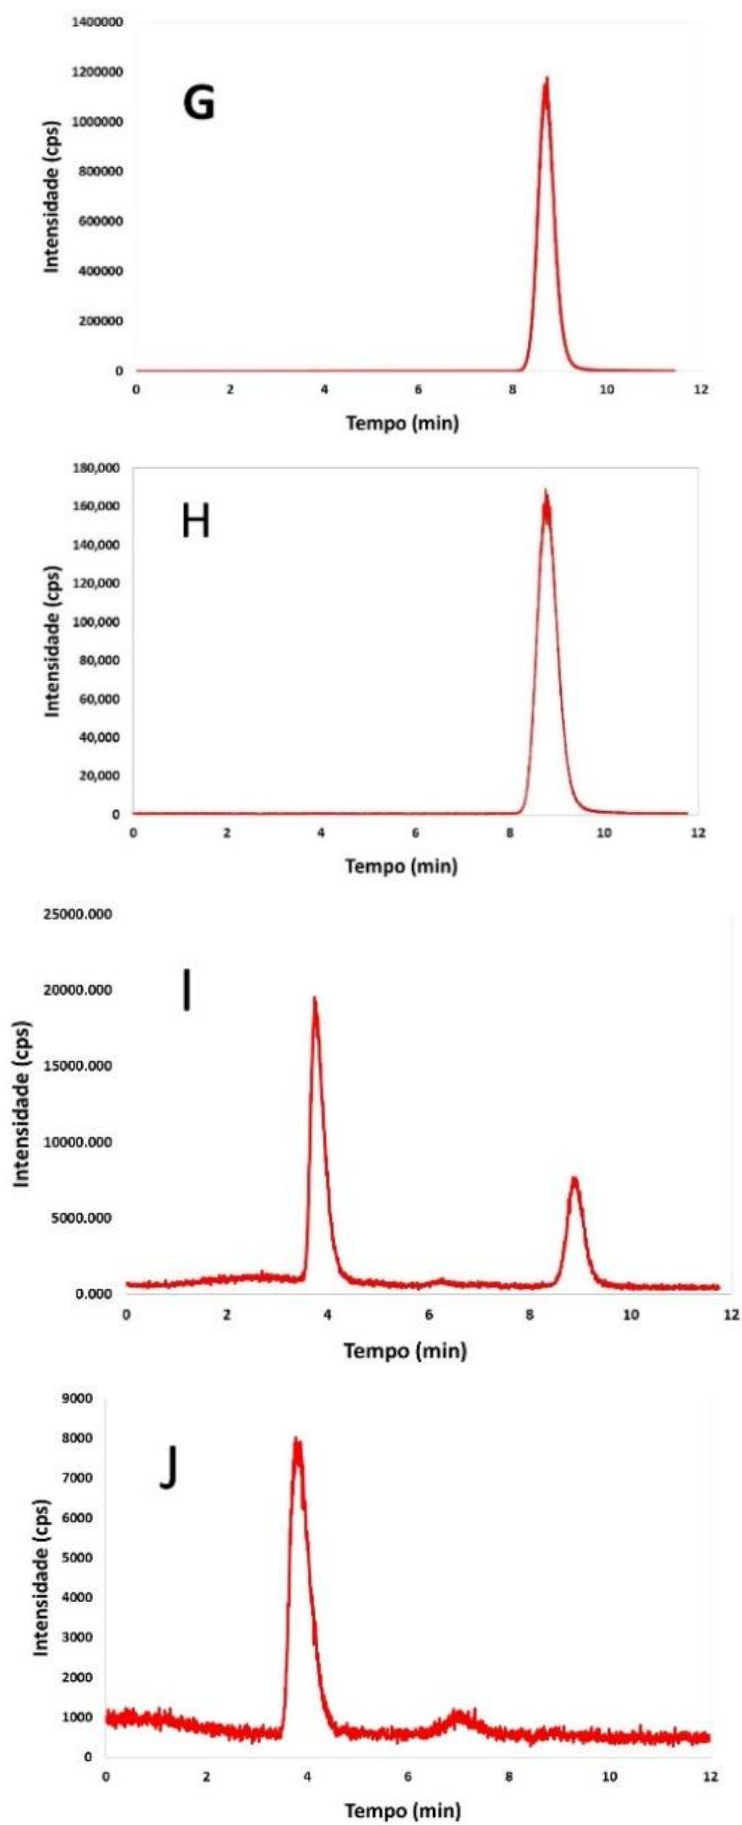 1400000
1200000
G
1000000
800000
600000
400000
200000
0
Intensidade (cps)
0 2 4 6 8 10 12
Tempo (min)
180,000
160,000
H
140,000
120,000
100,000
80,000
60,000
40,000
20,000
0
Intensidade (cps)
0 2 4 6 8 10 12
Tempo (min)
25000.000
20000.000
I
15000.000
10000.000
5000.000
0.000
Intensidade (cps)
0 2 4 6 8 10 12
Tempo (min)
9000
8000
J
7000
6000
5000
4000
3000
2000
1000
0
Intensidade (cps)
0 2 4 6 8 10 12
Tempo (min)